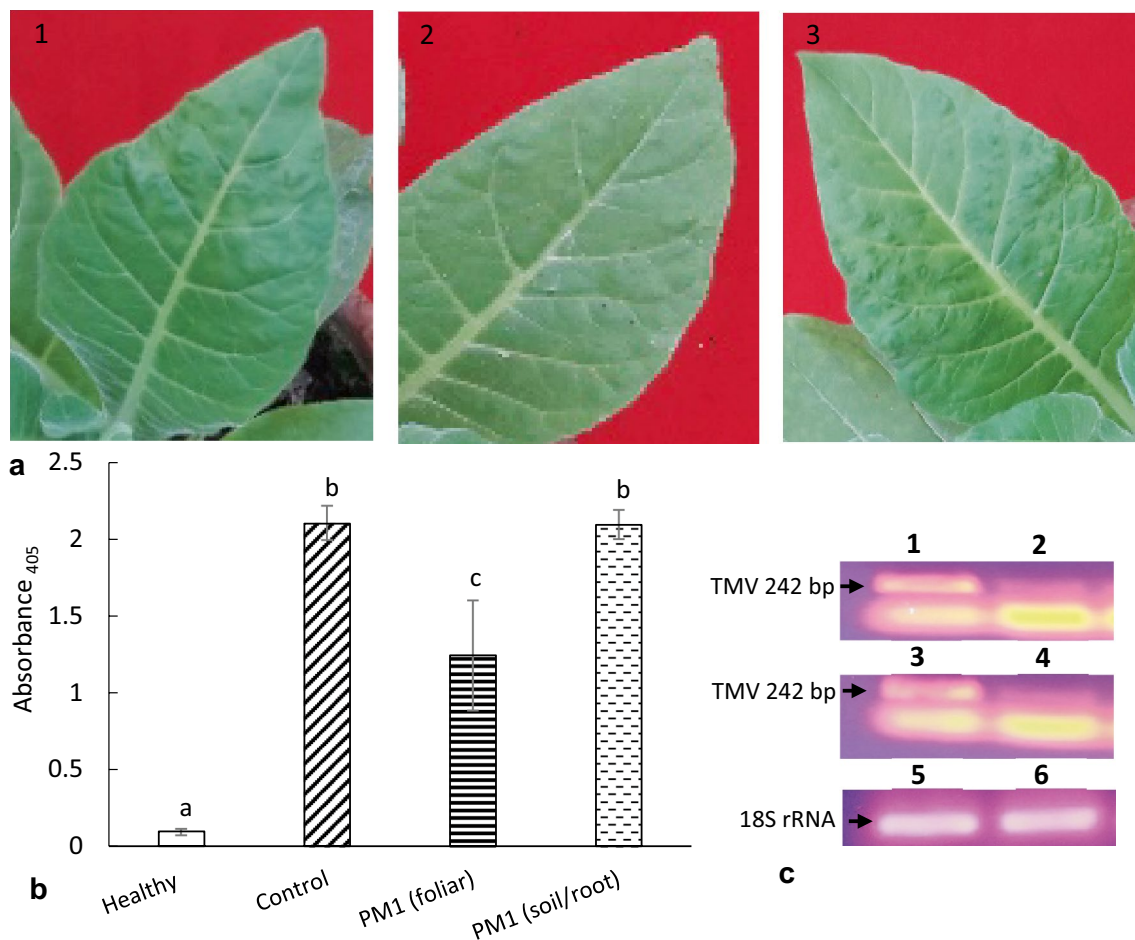 1 2 3
a
2.5
2
1.5
1
0.5
0
Absorbance 405
a
b
c
b
Healthy
Control
PM1 (foliar)
PM1 (soil/root)
b
1 2
TMV 242 bp
3 4
TMV 242 bp
5 6
18S rRNA
c